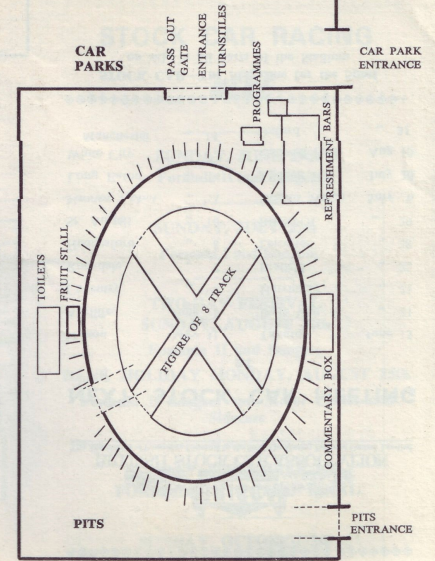 CAR
PARKS
PASS OUT
GATE
ENTRANCE
TURNSTILES
PROGRAMMES
CAR PARK
ENTRANCE
REFRESHMENT BARS
TOILETS
FRUIT STALL
FIGURE OF 8 TRACK
COMMENTARY BOX
PITS
PITS
ENTRANCE